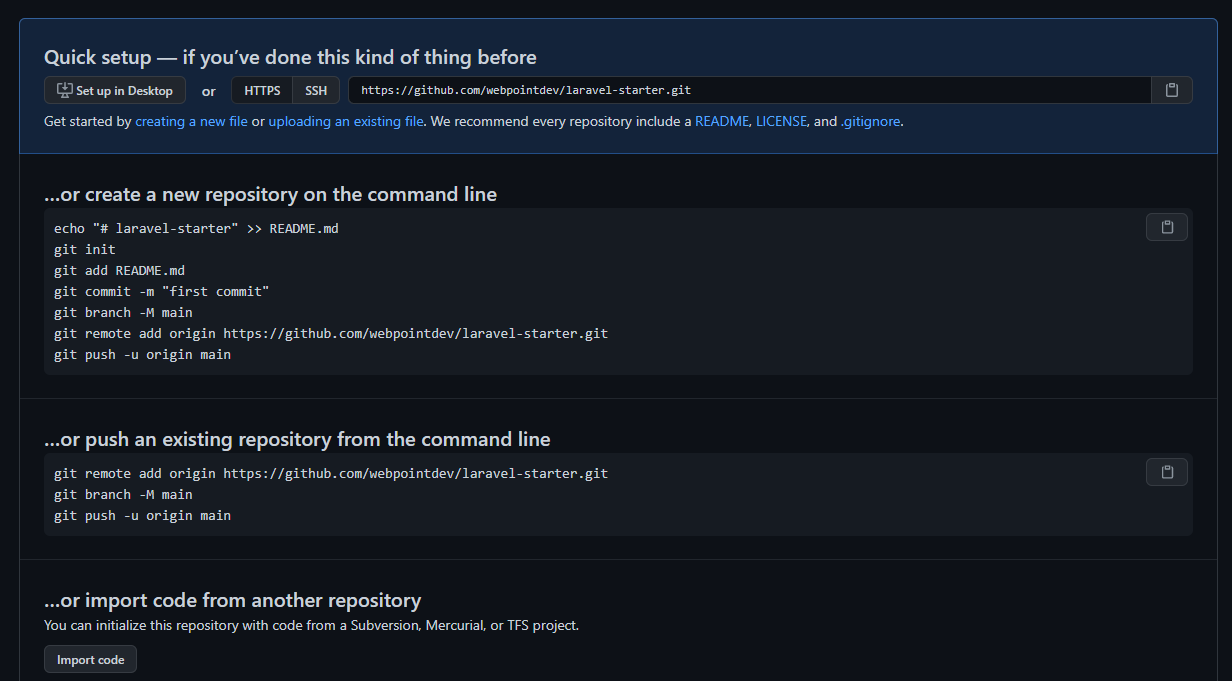 Quick setup — if you’ve done this kind of thing before
Set up in Desktop or HTTPS SSH https://github.com/webpointdev/laravel-starter.git
Get started by creating a new file or uploading an existing file. We recommend every repository include a README, LICENSE, and .gitignore.
…or create a new repository on the command line
echo "# laravel-starter" >> README.md
git init
git add README.md
git commit -m "first commit"
git branch -M main
git remote add origin https://github.com/webpointdev/laravel-starter.git
git push -u origin main
…or push an existing repository from the command line
git remote add origin https://github.com/webpointdev/laravel-starter.git
git branch -M main
git push -u origin main
…or import code from another repository
You can initialize this repository with code from a Subversion, Mercurial, or TFS project.
Import code